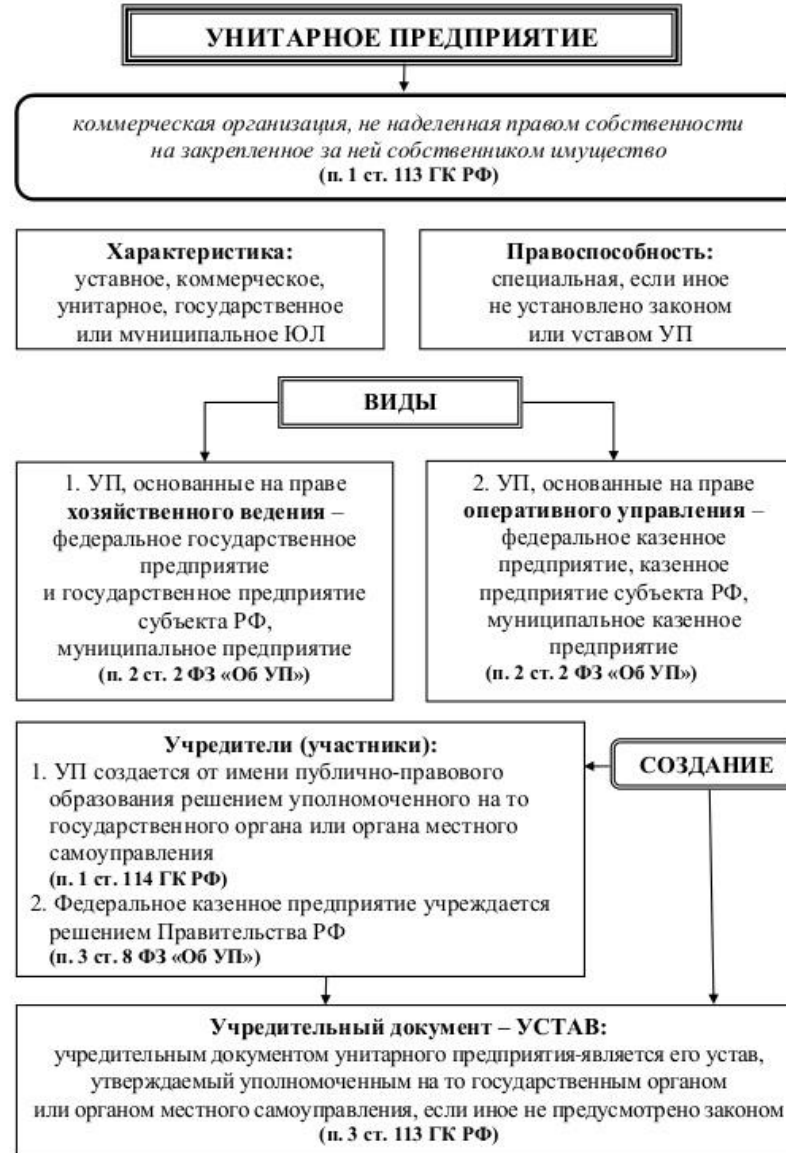 УНИТАРНОЕ ПРЕДПРИЯТИЕ
коммерческая организация, не наделенная правом собственности
на закрепленное за ней собственником имущество
(п. 1 ст. 113 ГК РФ)
Характеристика:
уставное, коммерческое,
унитарное, государственное
или муниципальное ЮЛ
Правоспособность:
специальная, если иное
не установлено законом
или уставом УП
ВИДЫ
1. УП, основанные на праве
хозяйственного ведения –
федеральное государственное
предприятие
и государственное предприятие
субъекта РФ,
муниципальное предприятие
(п. 2 ст. 2 ФЗ «Об УП»)
2. УП, основанные на праве
оперативного управления –
федеральное казенное
предприятие, казенное
предприятие субъекта РФ,
муниципальное казенное
предприятие
(п. 2 ст. 2 ФЗ «Об УП»)
СОЗДАНИЕ
Учредители (участники):
1. УП создается от имени публично-правового
образования решением уполномоченного на то
государственного органа или органа местного
самоуправления
(п. 1 ст. 114 ГК РФ)
2. Федеральное казенное предприятие учреждается
решением Правительства РФ
(п. 3 ст. 8 ФЗ «Об УП»)
Учредительный документ – УСТАВ:
учредительным документом унитарного предприятия-является его устав,
утверждаемый уполномоченным на то государственным органом
или органом местного самоуправления, если иное не предусмотрено законом
(п. 3 ст. 113 ГК РФ)